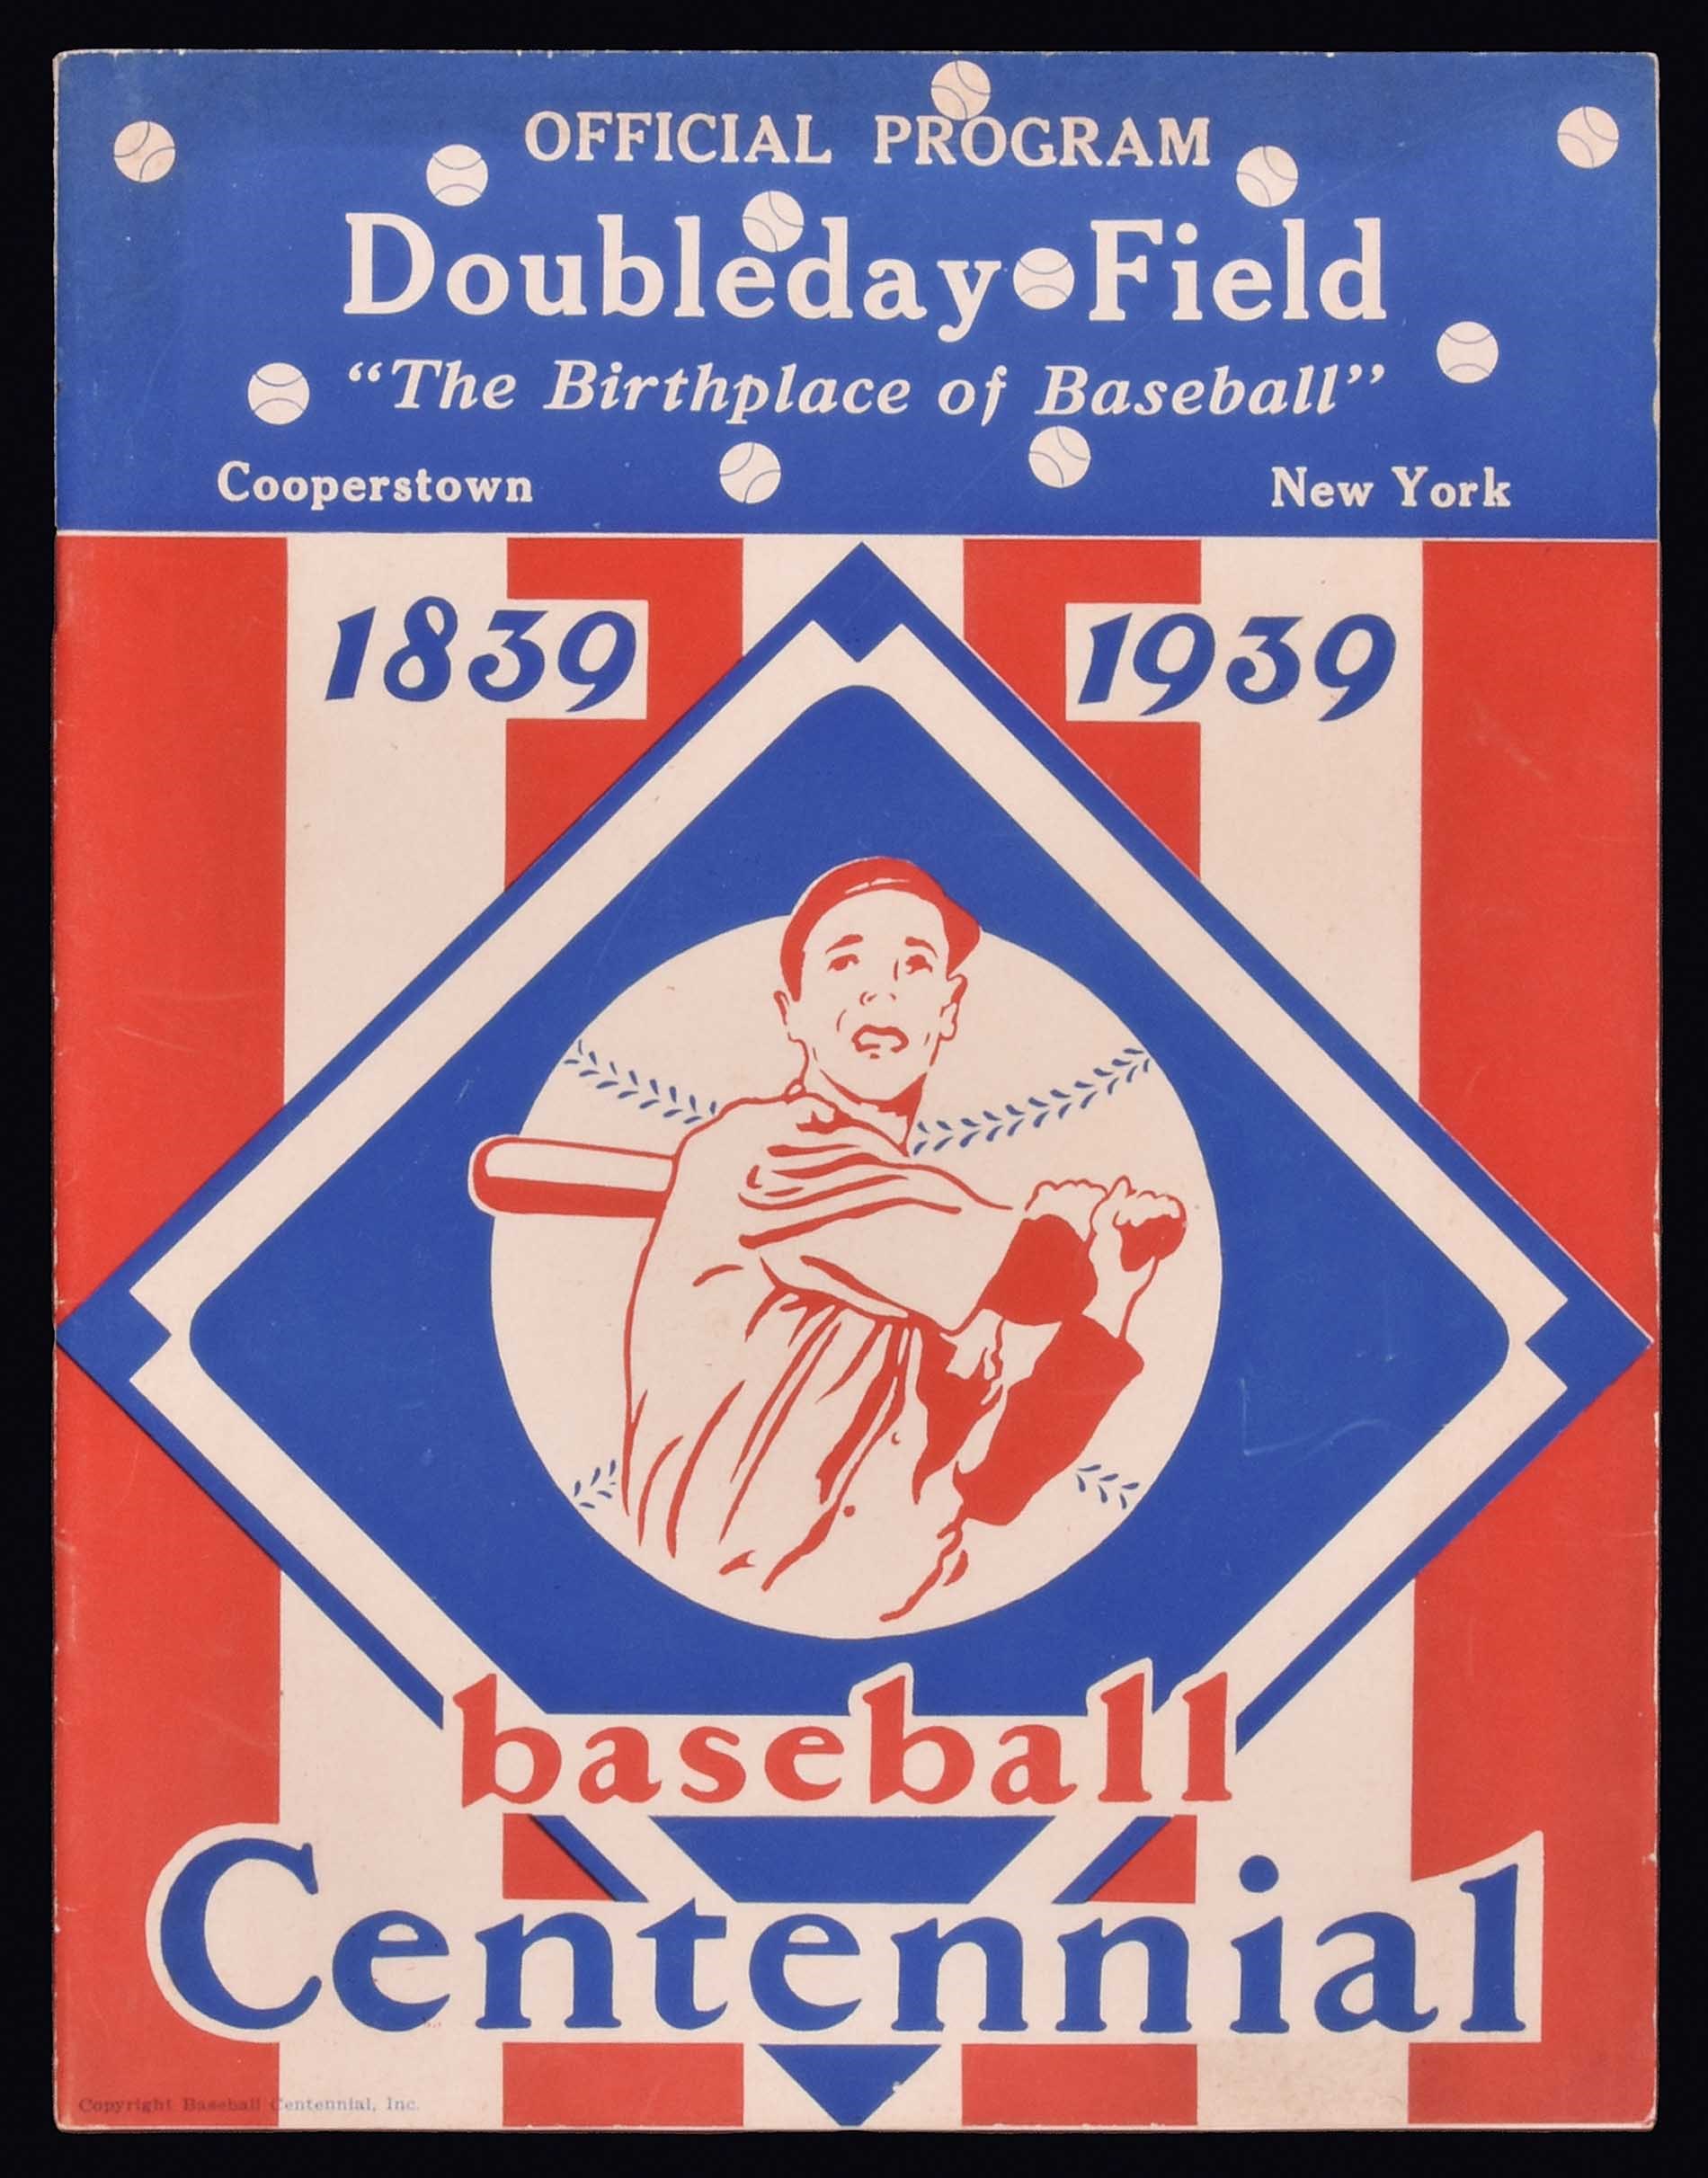 OFFICIAL PROGRAM
Doubleday Field
"The Birthplace of Baseball"
Cooperstown New York
1839 1939
baseball
Centennial
Copyright Baseball Centennial, Inc.